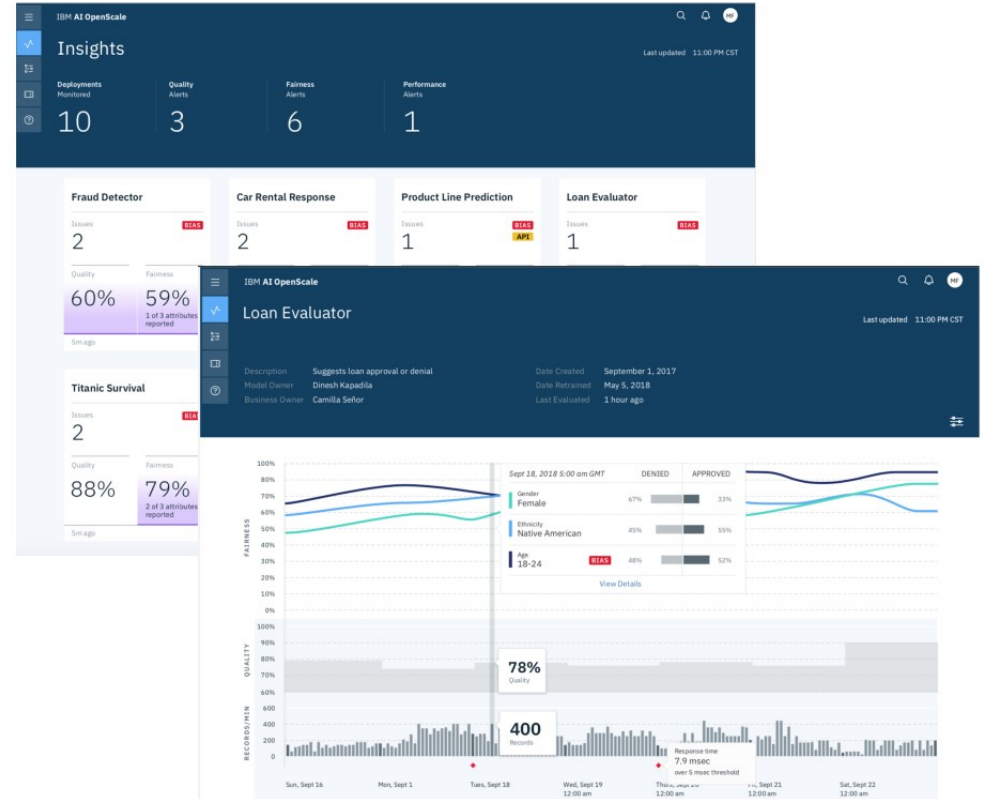 IBM AI OpenScale
MF
Insights
Last updated 11:00 PM CST
Deployments Quality Fairness Performance
Monitored Alerts Alerts Alerts
10 3 6 1
Fraud Detector Car Rental Response Product Line Prediction Loan Evaluator
Issues BIAS Issues BIAS Issues BIAS Issues BIAS
2 2 1 API 1
Quality Fairness
60% 59%
1 of 3 attributes
reported
5m ago
Titanic Survival
Issues
2
Quality Fairness
88% 79%
2 of 3 attributes
reported
5m ago
IBM AI OpenScale
MF
Loan Evaluator
Last updated 11:00 PM CST
Description Suggests loan approval or denial Date Created September 1, 2017
Model Owner Dinesh Kapadila Date Retrained May 5, 2018
Business Owner Camilla Señor Last Evaluated 1 hour ago
FAIRNESS
100%
80%
70%
60%
50%
40%
30%
20%
10%
0%
Sept 18, 2018 5:00 am GMT DENIED APPROVED
Gender
Female 67% 33%
Ethnicity
Native American 45% 55%
Age
18-24 BIAS 48% 52%
View Details
QUALITY
100%
90%
80%
70%
60%
78%
Quality
RECORDS/MIN
600
400
200
0
400
Records
Response time
7.9 msec
over 5 msec threshold
Sun, Sept 16 Mon, Sept 1 Tues, Sept 18 Wed, Sept 19 Sept 21 Sat, Sept 22
12:00 am 12:00 am 12:00 am 12:00 am